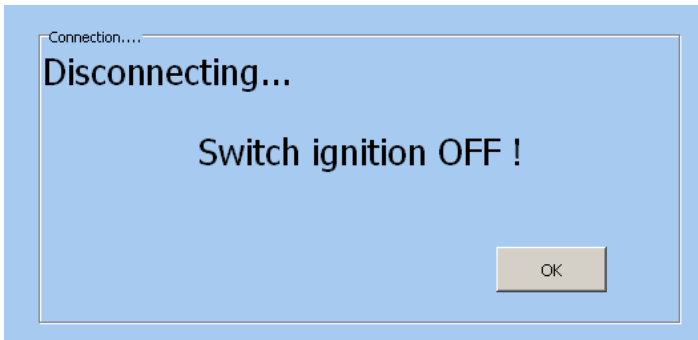 Connection....
Disconnecting...
Switch ignition OFF !
OK